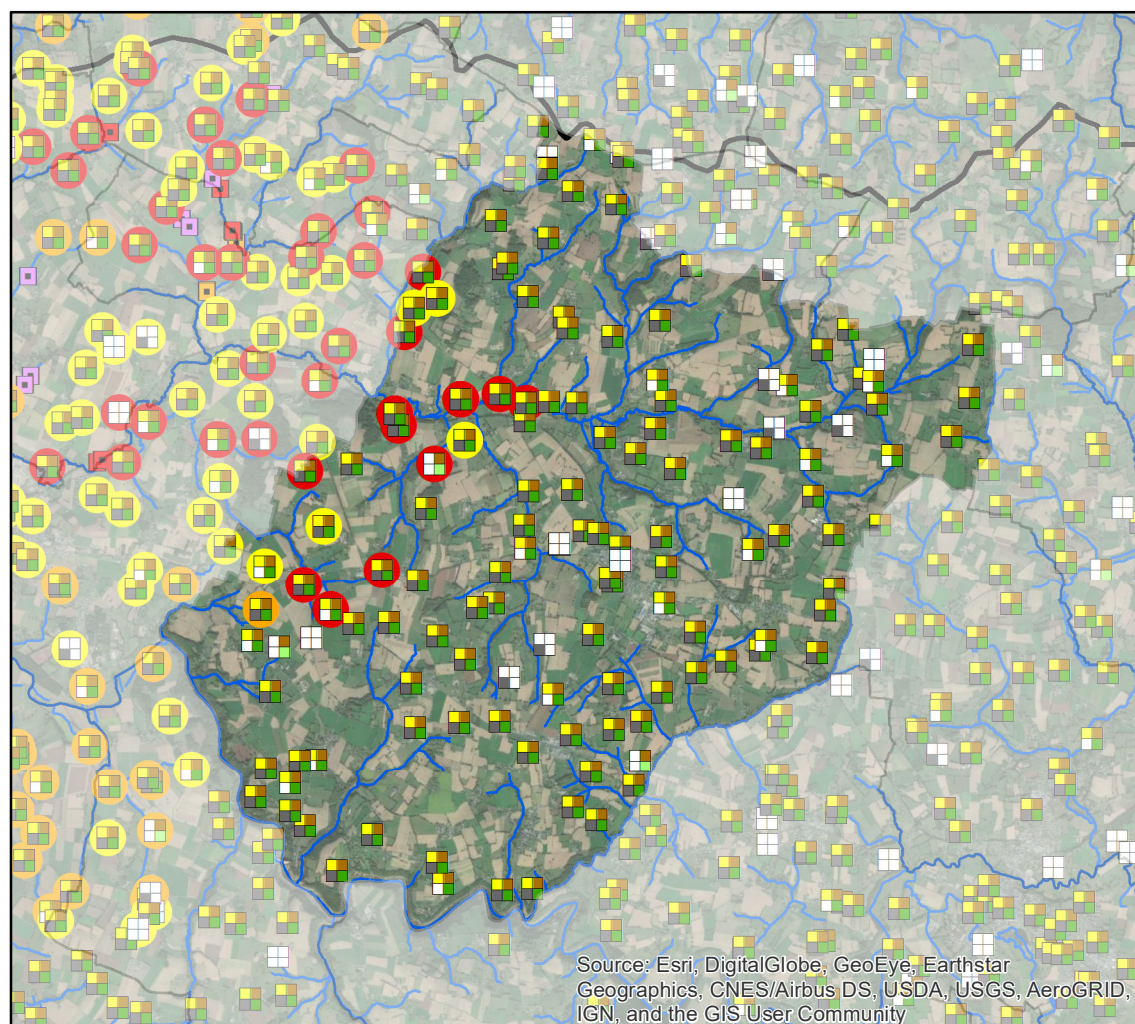 Source: Esri, DigitalGlobe, GeoEye, Earthstar
Geographics, CNES/Airbus DS, USDA, USGS, AeroGRID,
IGN, and the GIS User Community